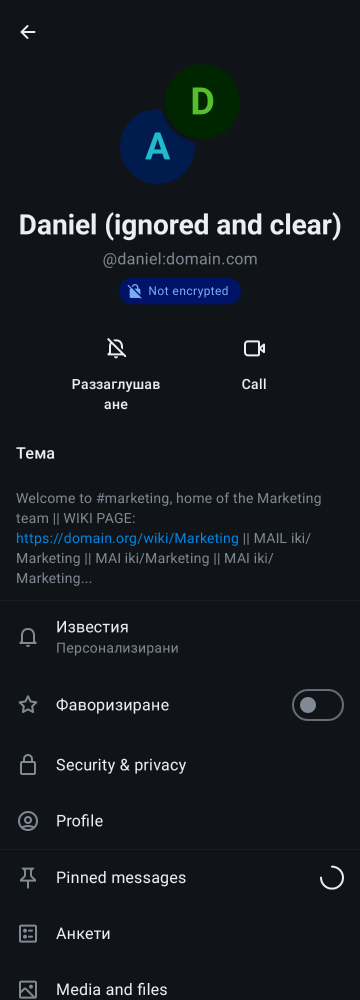 D
A
Daniel (ignored and clear)
@daniel:domain.com
Not encrypted
Раззаглушав
ане
Call
Тема
Welcome to #marketing, home of the Marketing
team || WIKI PAGE:
https://domain.org/wiki/Marketing || MAIL iki/
Marketing || MAI iki/Marketing || MAI iki/
Marketing...
Известия
Персонализирани
Фаворизиране
Security & privacy
Profile
Pinned messages
Анкети
Media and files